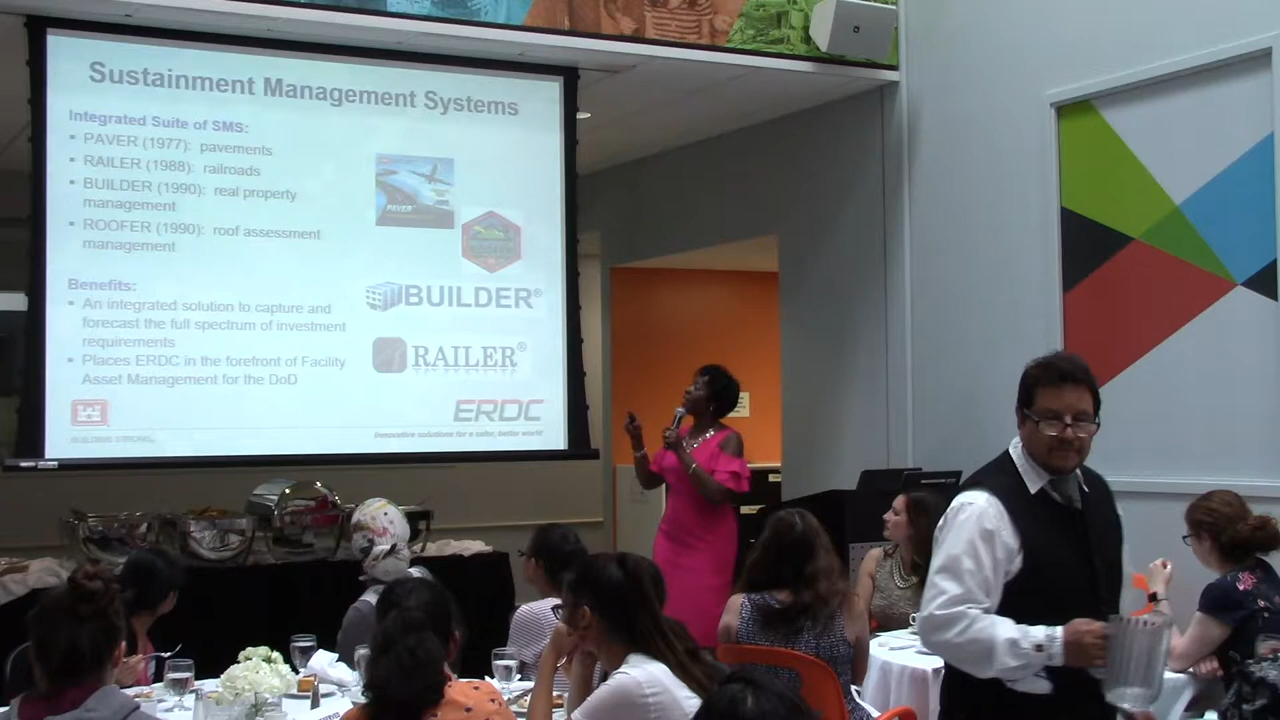 Sustainment Management Systems
Integrated Suite of SMS:
▪ PAVER (1977): pavements
▪ RAILER (1988): railroads
▪ BUILDER (1990): real property
management
▪ ROOFER (1990): roof assessment
management
Benefits:
▪ An integrated solution to capture and
forecast the full spectrum of investment
requirements
▪ Places ERDC in the forefront of Facility
Asset Management for the DoD
PAVER
BUILDER®
RAILER®
ERDC
Innovative solutions for a safer, better world
BUILDING STRONG